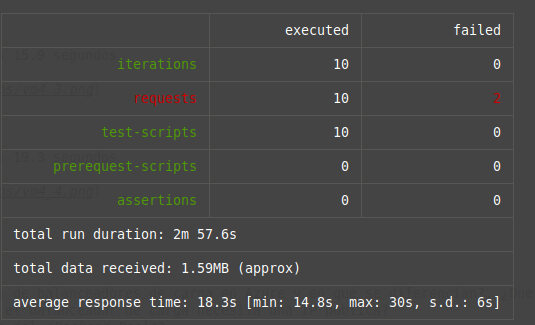 executed failed
iterations 10 0
requests 10 2
test-scripts 10 0
prerequest-scripts 0 0
assertions 0 0
total run duration: 2m 57.6s
total data received: 1.59MB (approx)
average response time: 18.3s [min: 14.8s, max: 30s, s.d.: 6s]